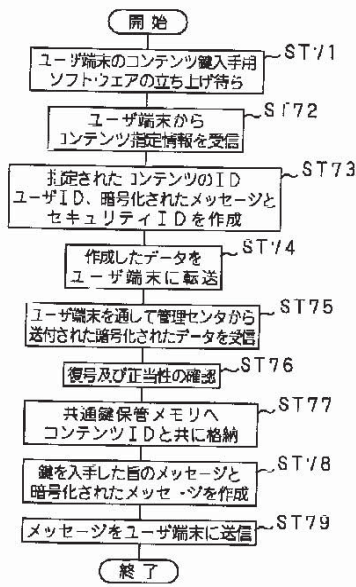 開始
ユーザ端末のコンテンツ鍵入手用
ソフト・ウェアの立ち上げ待ち
ST71
ユーザ端末から
コンテンツ指定情報を受信
ST72
指定されたコンテンツのID
ユーザID、暗号化されたメッセージと
セキュリティIDを作成
ST73
作成したデータを
ユーザ端末に転送
ST74
ユーザ端末を通して管理センタから
送付された暗号化されたデータを受信
ST75
復号及び正当性の確認
ST76
共通鍵保管メモリへ
コンテンツIDと共に格納
ST77
鍵を入手した旨のメッセージと
暗号化されたメッセージを作成
ST78
メッセージをユーザ端末に送信
ST79
終了